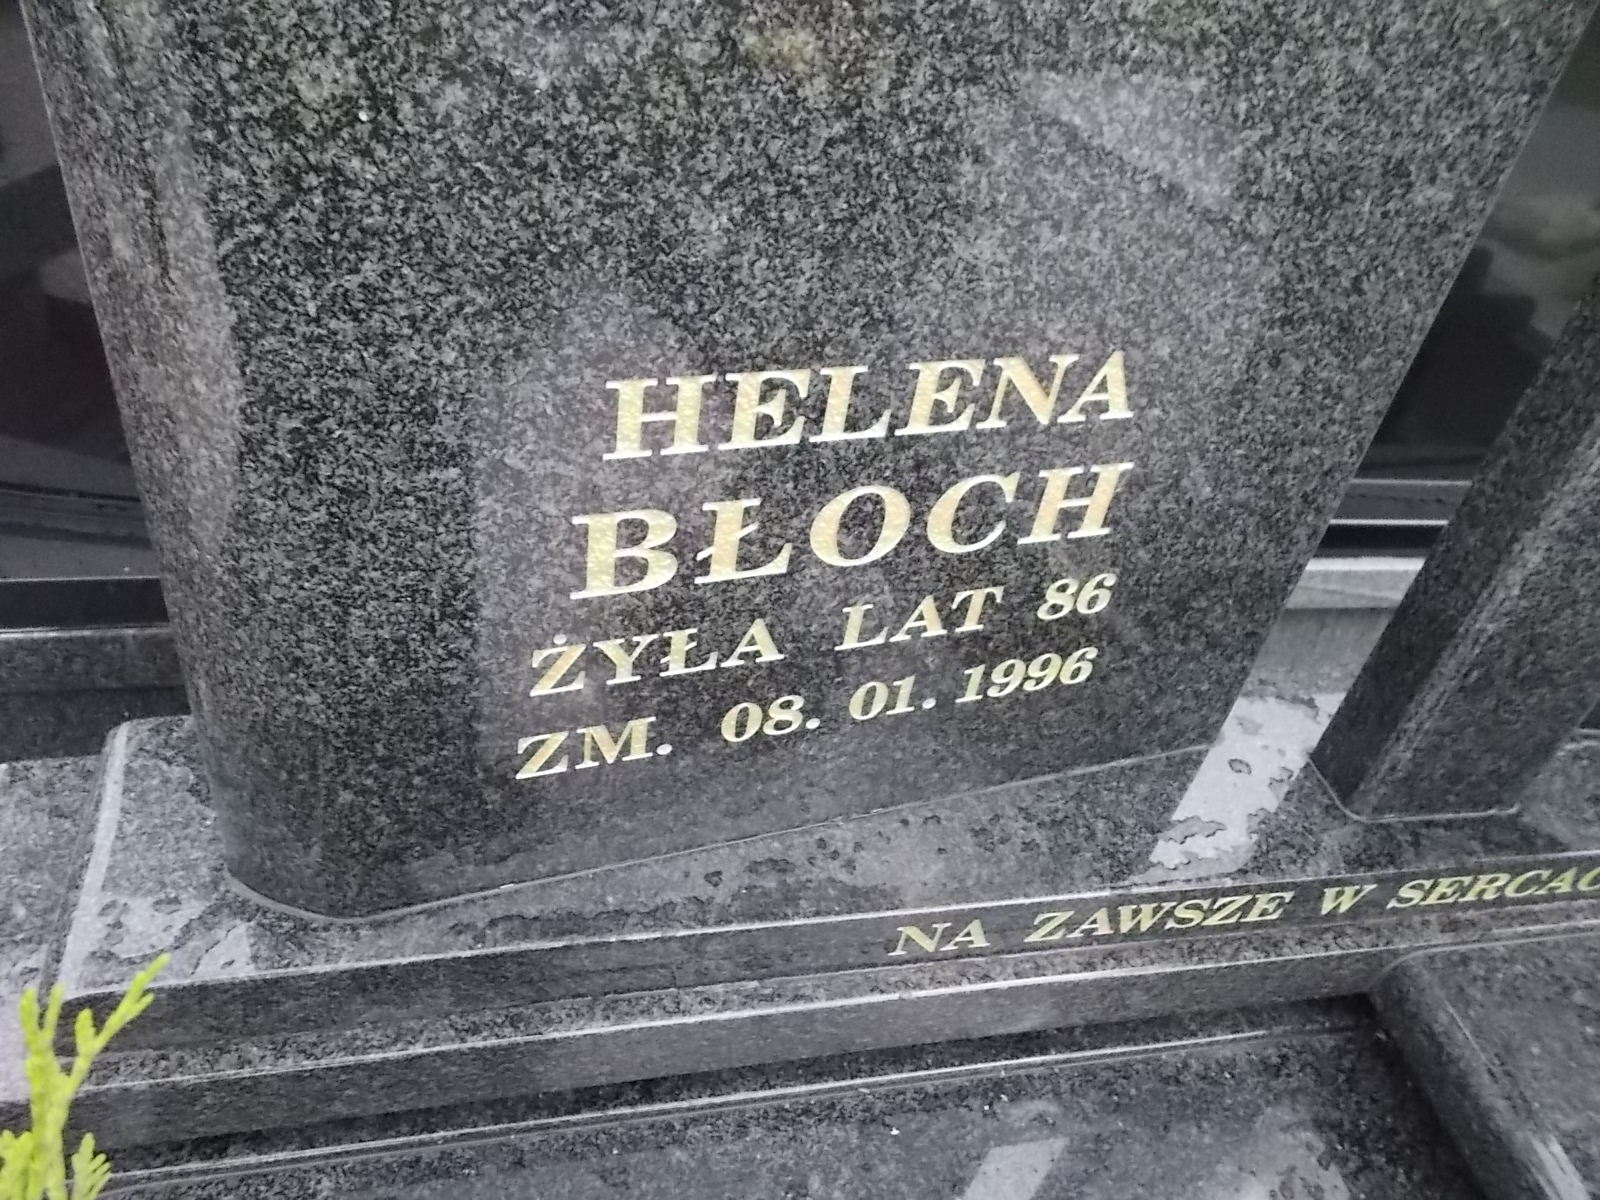 HELENA
BŁOCH
ŻYŁA LAT 86
ZM. 08. 01. 1996
NA ZAWSZE W